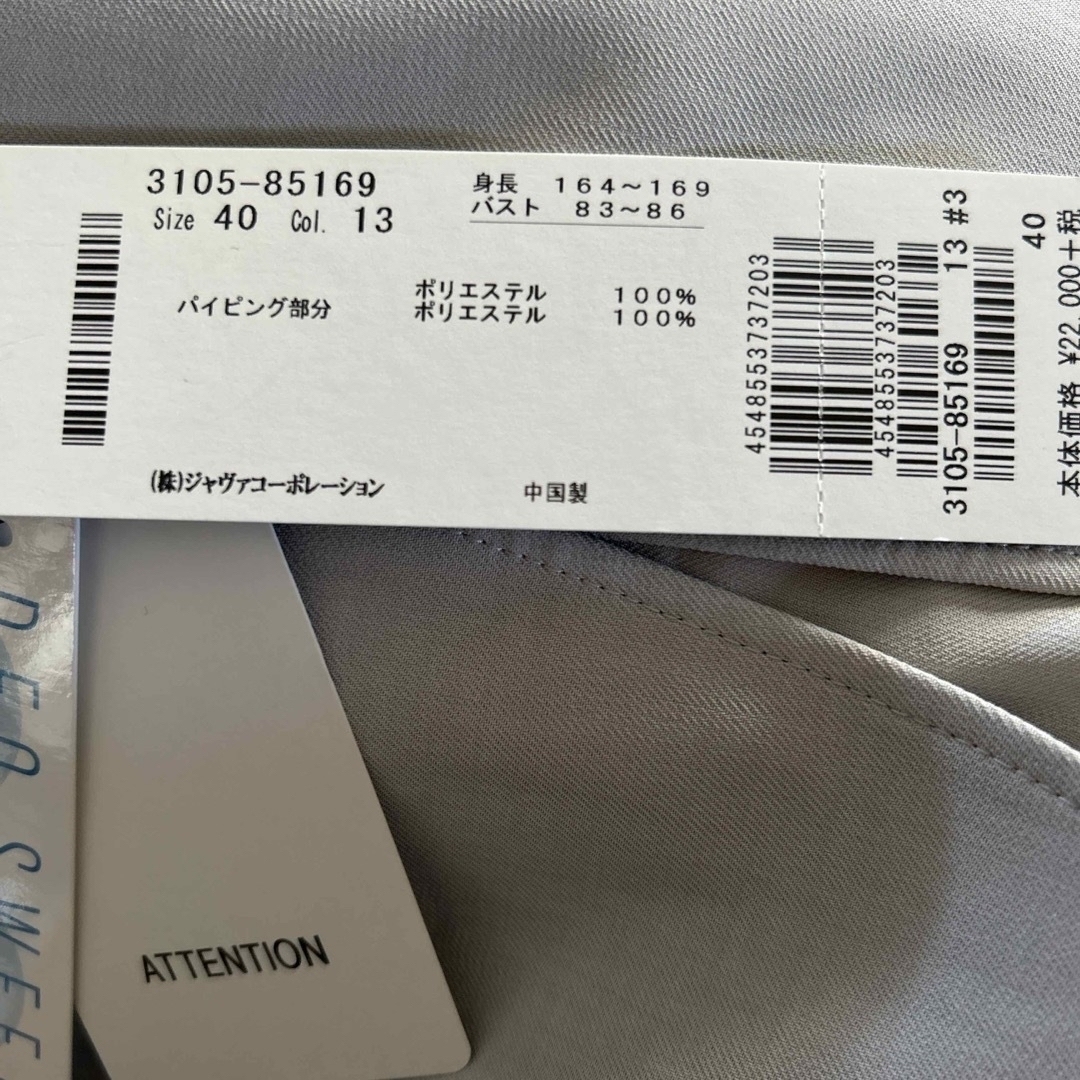 3105-85169
Size 40 Col. 13
身長 164~169
バスト 83~86
ポリエステル 100%
パイピング部分 ポリエステル 100%
(株)ジャヴァコーポレーション
中国製
4548553737203
4548553737203
3105-85169 13 #3
40
本体価格 ¥22,000+税
DEO SWEE
ATTENTION